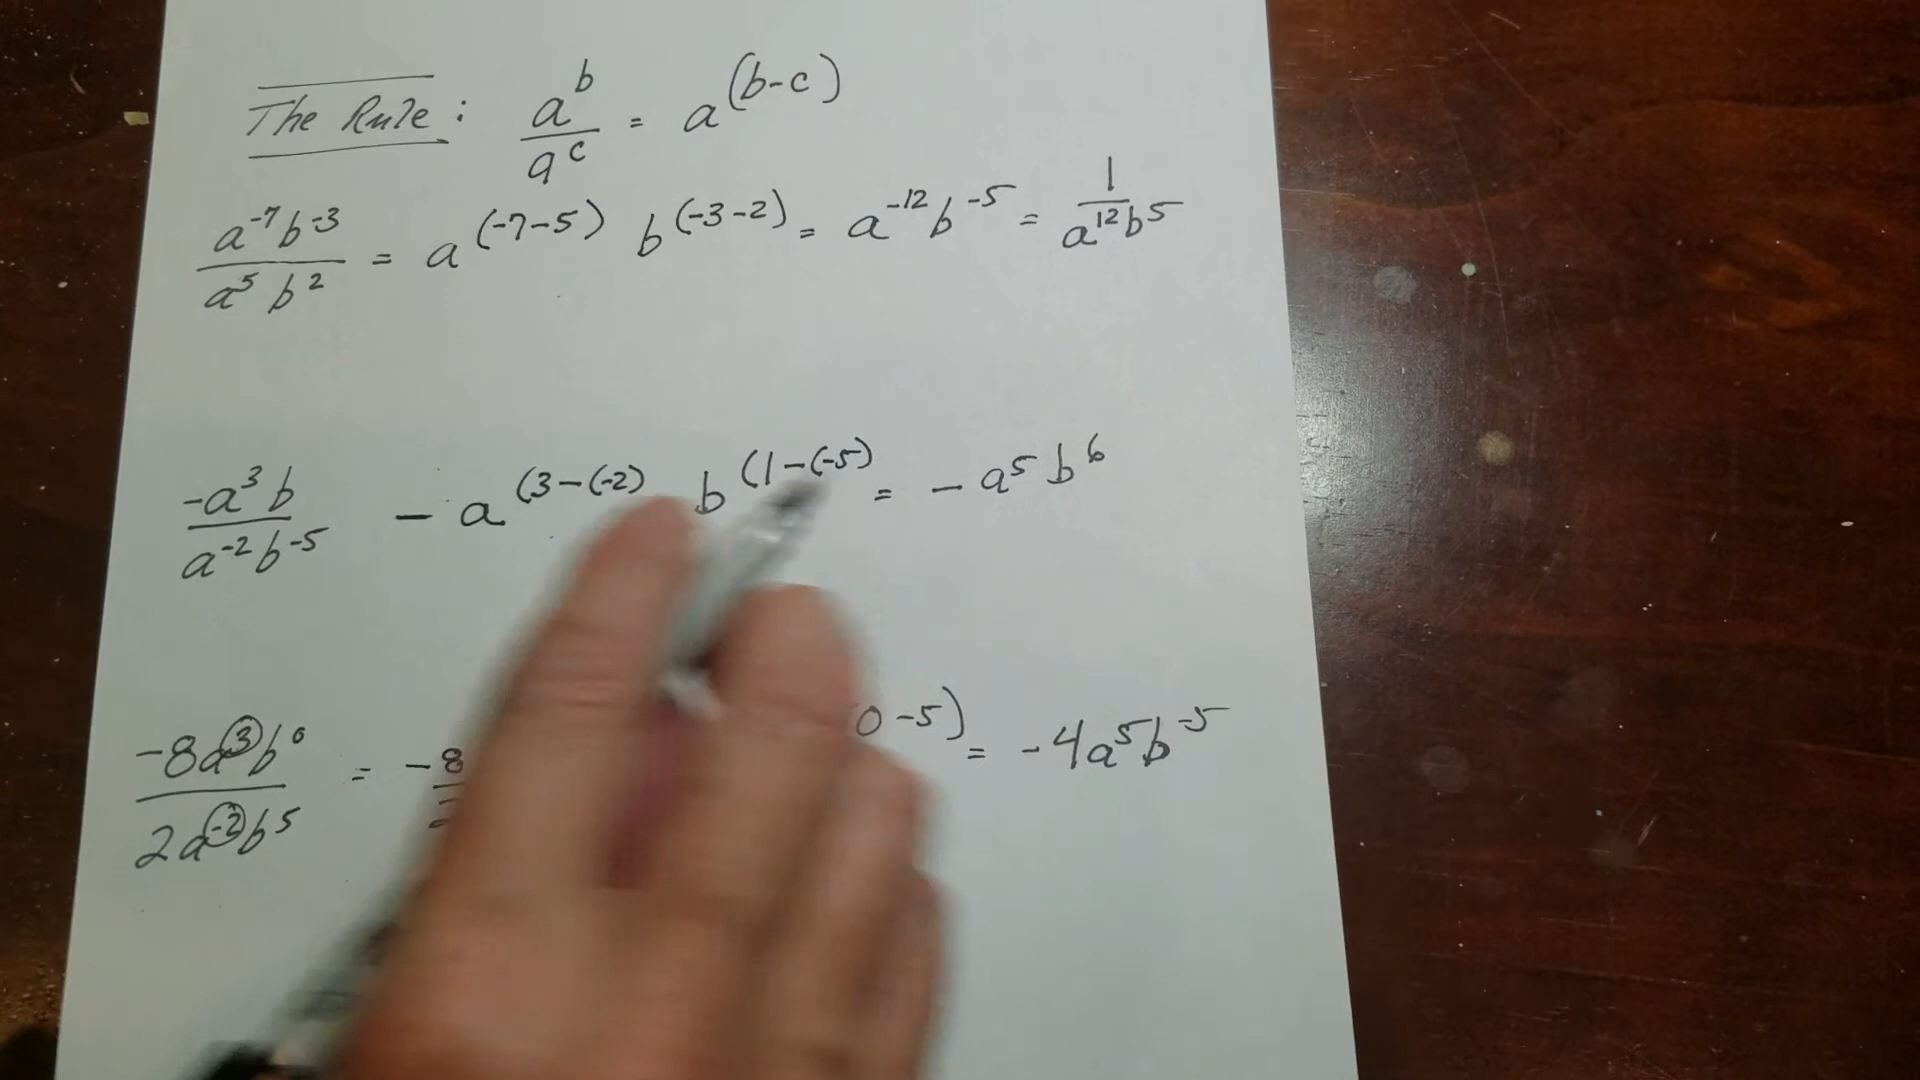 The Rule: a^b/a^c = a^(b-c)
a^-7 b^-3 / a^5 b^2 = a^(-7-5) b^(-3-2) = a^-12 b^-5 = 1 / a^12 b^5
-a^3 b / a^-2 b^-5 - a^(3-(-2) b^(1-(-5) = -a^5 b^6
-8a^3 b^0 / 2a^-2 b^5 = -8 0-5) = -4a^5 b^-5